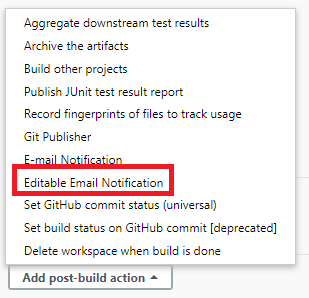 Aggregate downstream test results
Archive the artifacts
Build other projects
Publish JUnit test result report
Record fingerprints of files to track usage
Git Publisher
E-mail Notification
Editable Email Notification
Set GitHub commit status (universal)
Set build status on GitHub commit [deprecated]
Delete workspace when build is done
Add post-build action